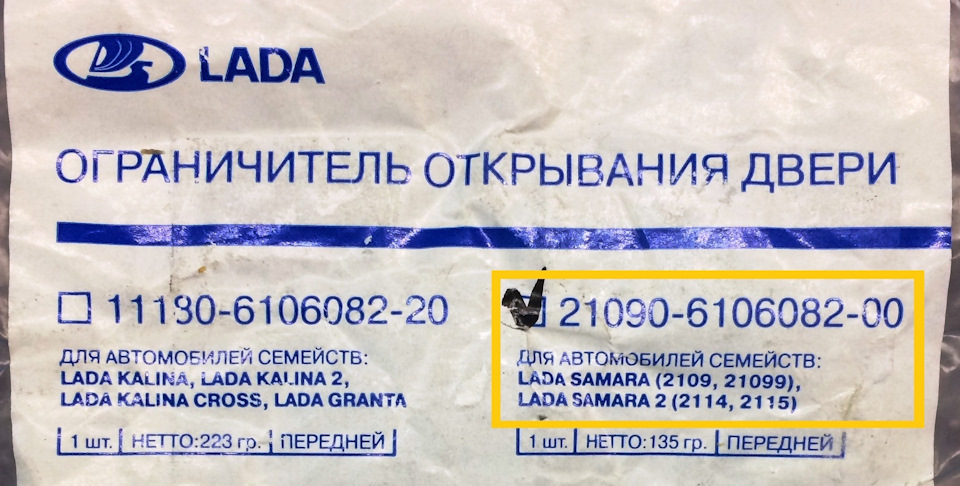 LADA
ОГРАНИЧИТЕЛЬ ОТКРЫВАНИЯ ДВЕРИ
11180-6106082-20
ДЛЯ АВТОМОБИЛЕЙ СЕМЕЙСТВ:
LADA KALINA, LADA KALINA 2,
LADA KALINA CROSS, LADA GRANTA
1 шт. НЕТТО:223 гр. ПЕРЕДНЕЙ
21090-6106082-00
ДЛЯ АВТОМОБИЛЕЙ СЕМЕЙСТВ:
LADA SAMARA (2109, 21099),
LADA SAMARA 2 (2114, 2115)
1 шт. НЕТТО:135 гр. ПЕРЕДНЕЙ